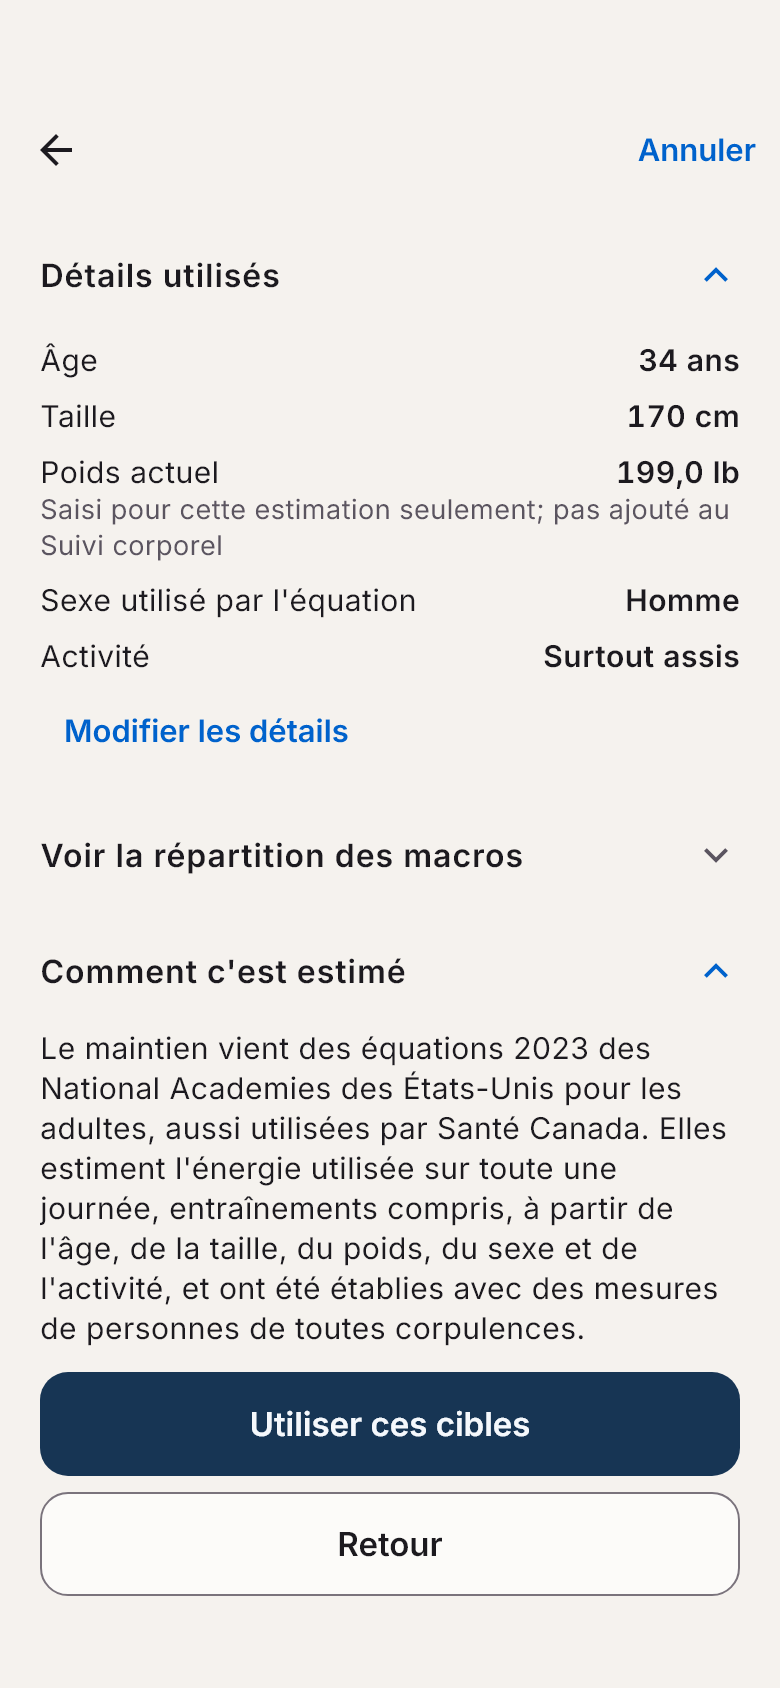 Annuler
Détails utilisés
Âge 34 ans
Taille 170 cm
Poids actuel 199,0 lb
Saisi pour cette estimation seulement; pas ajouté au
Suivi corporel
Sexe utilisé par l'équation Homme
Activité Surtout assis
Modifier les détails
Voir la répartition des macros
Comment c'est estimé
Le maintien vient des équations 2023 des
National Academies des États-Unis pour les
adultes, aussi utilisées par Santé Canada. Elles
estiment l'énergie utilisée sur toute une
journée, entraînements compris, à partir de
l'âge, de la taille, du poids, du sexe et de
l'activité, et ont été établies avec des mesures
de personnes de toutes corpulences.
Utiliser ces cibles
Retour